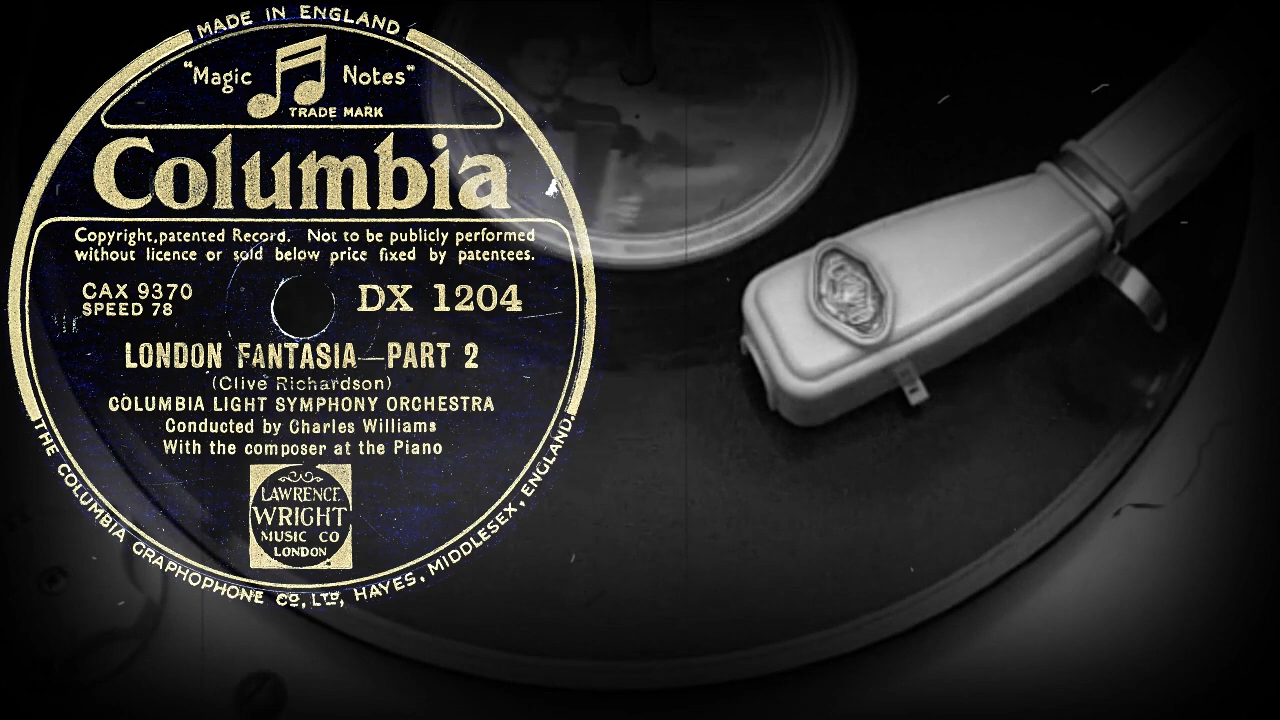 MADE IN ENGLAND
"Magic Notes"
TRADE MARK
Columbia
Copyright, patented Record. Not to be publicly performed
without licence or sold below price fixed by patentees.
CAX 9370
SPEED 78
DX 1204
LONDON FANTASIA—PART 2
(Clive Richardson)
COLUMBIA LIGHT SYMPHONY ORCHESTRA
Conducted by Charles Williams
With the composer at the Piano
LAWRENCE
WRIGHT
MUSIC CO
LONDON.
THE COLUMBIA GRAPHOPHONE CO, LTD, HAYES, MIDDLESEX, ENGLAND.